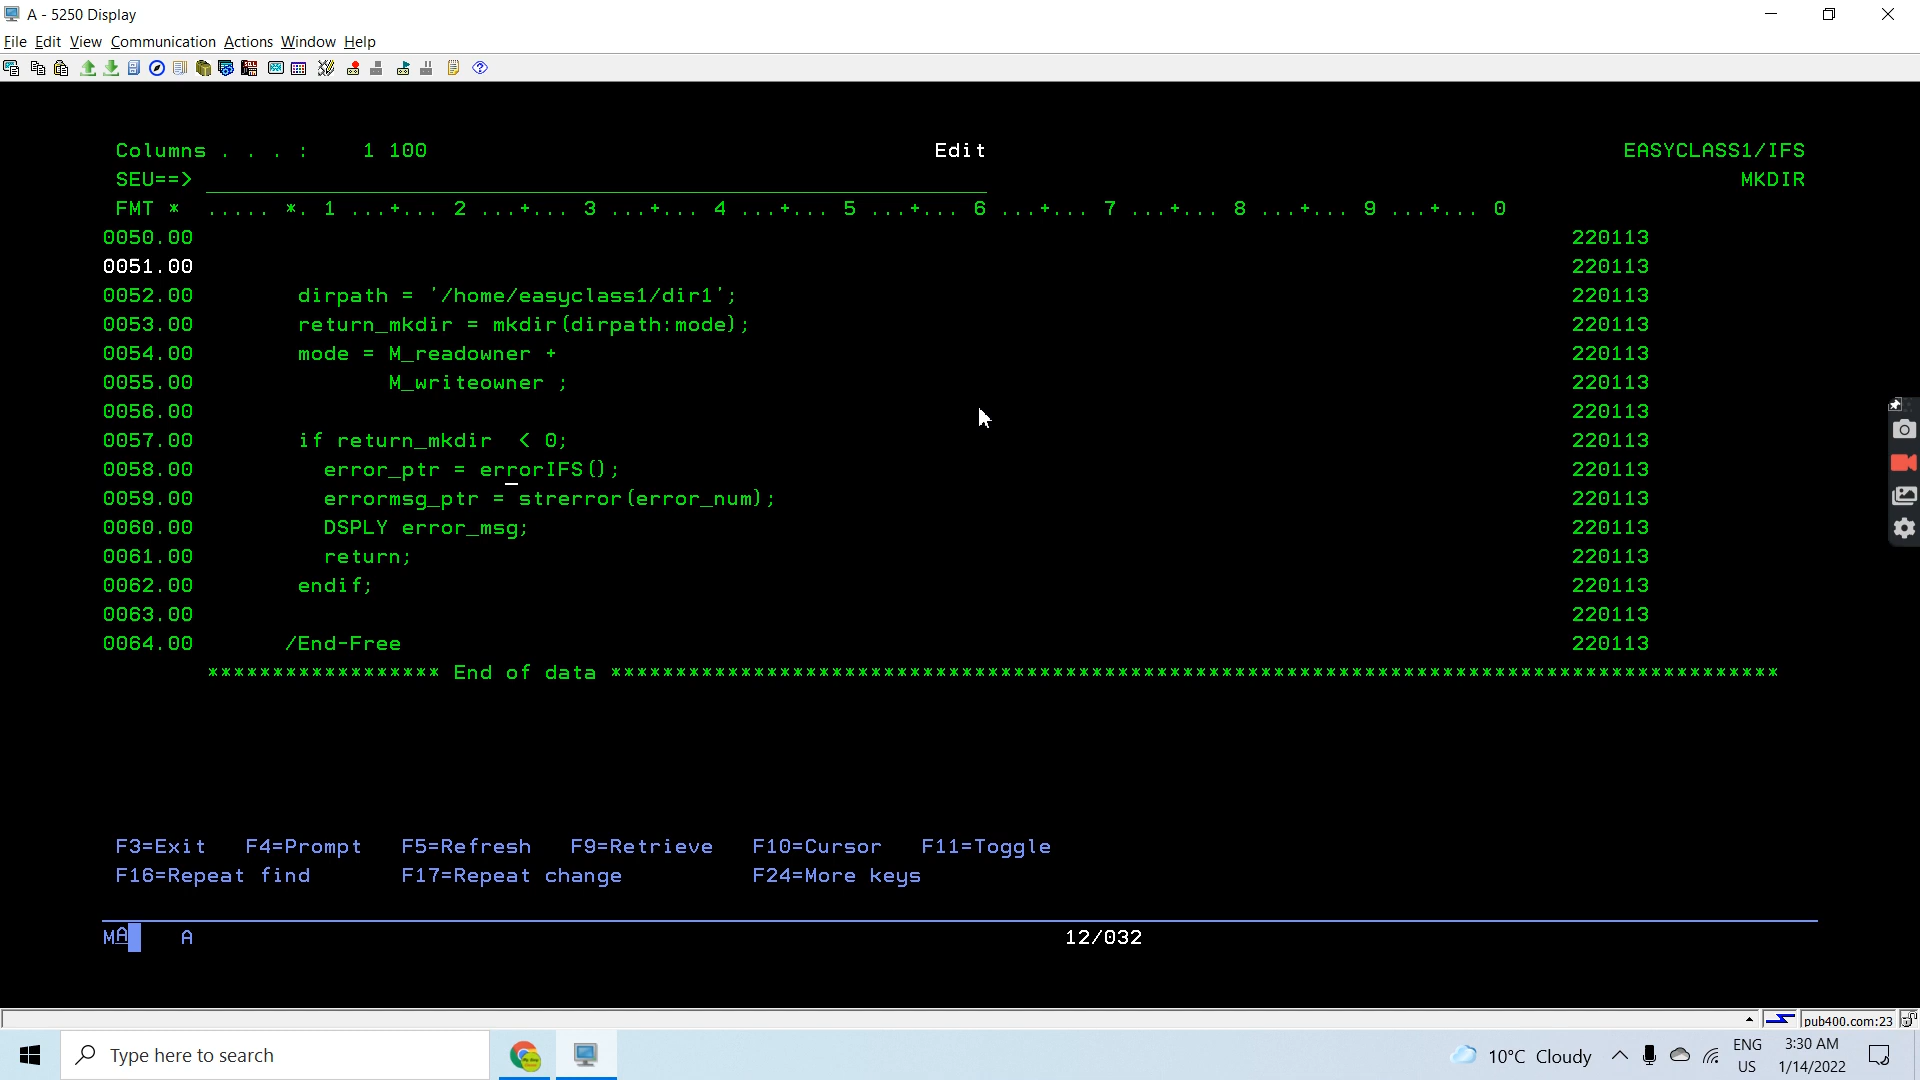 A - 5250 Display
File Edit View Communication Actions Window Help
Columns . . . : 1 100 Edit EASYCLASS1/IFS
SEU==> MKDIR
FMT * ..... *. 1 ...+... 2 ...+... 3 ...+... 4 ...+... 5 ...+... 6 ...+... 7 ...+... 8 ...+... 9 ...+... 0
0050.00 220113
0051.00 220113
0052.00 dirpath = '/home/easyclass1/dir1'; 220113
0053.00 return_mkdir = mkdir(dirpath:mode); 220113
0054.00 mode = M_readowner + 220113
0055.00 M_writeowner ; 220113
0056.00 220113
0057.00 if return_mkdir < 0; 220113
0058.00 error_ptr = errorIFS(); 220113
0059.00 errormsg_ptr = strerror(error_num); 220113
0060.00 DSPLY error_msg; 220113
0061.00 return; 220113
0062.00 endif; 220113
0063.00 220113
0064.00 /End-Free 220113
****************** End of data ******************************************************************************************
F3=Exit F4=Prompt F5=Refresh F9=Retrieve F10=Cursor F11=Toggle
F16=Repeat find F17=Repeat change F24=More keys
MA A 12/032
pub400.com:23
Type here to search 10°C Cloudy ENG US 3:30 AM 1/14/2022